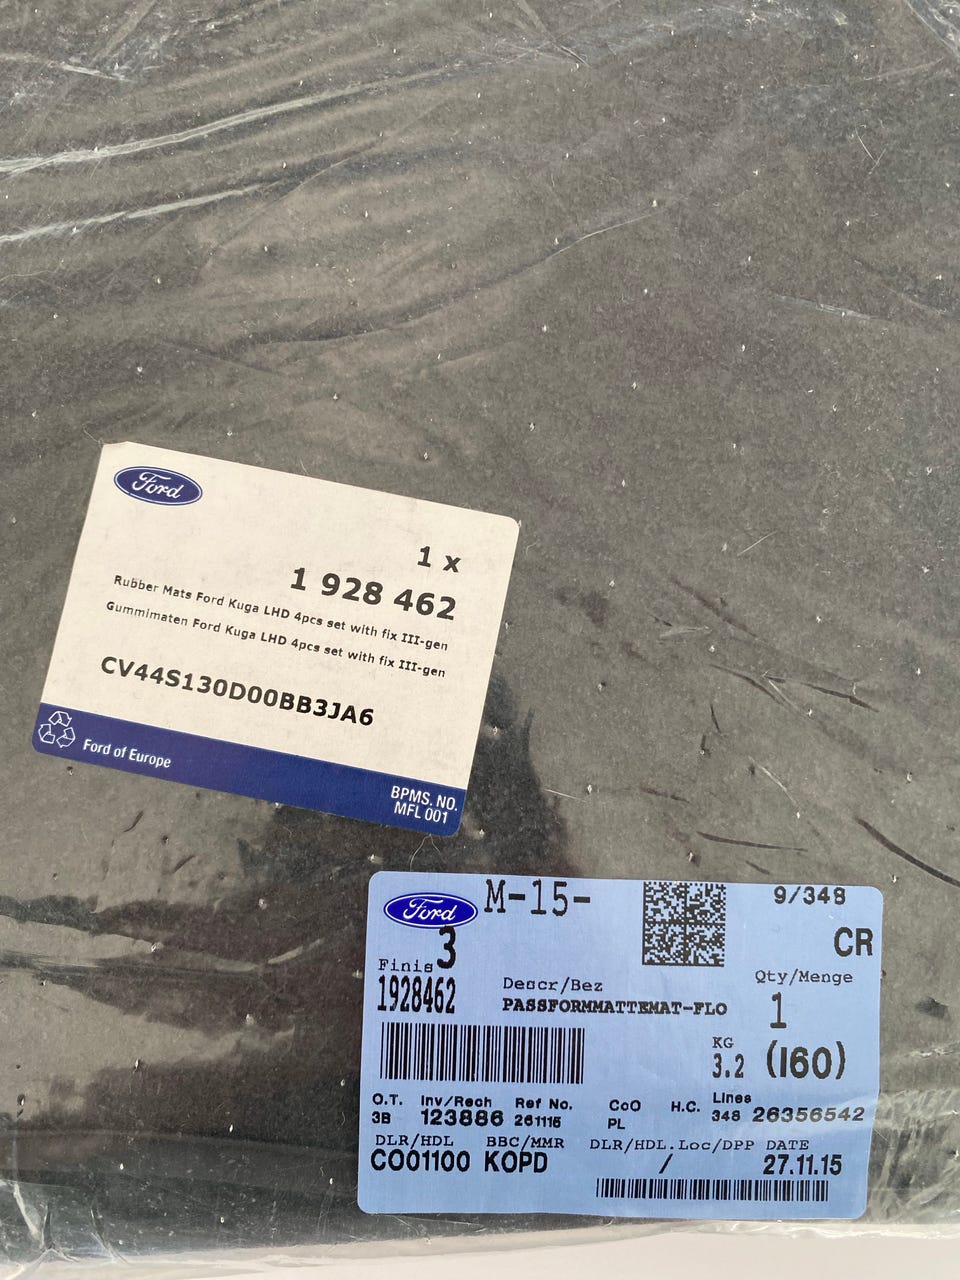 Ford
1 x
1 928 462
Rubber Mats Ford Kuga LHD 4pcs set with fix III-gen
Gummimaten Ford Kuga LHD 4pcs set with fix III-gen
CV44S130D00BB3JA6
Ford of Europe
BPMS. NO.
MFL 001
Ford M-15- 9/348
3 CR
Finis Descr/Bez Qty/Menge
1928462 PASSFORMMATTEMAT-FLO 1
KG
3.2 (I60)
O.T. Inv/Rech Ref No. CoO H.C. Lines
3B 123886 261115 PL 348 26356542
DLR/HDL BBC/MMR DLR/HDL.Loc/DPP DATE
CO01100 KOPD / 27.11.15